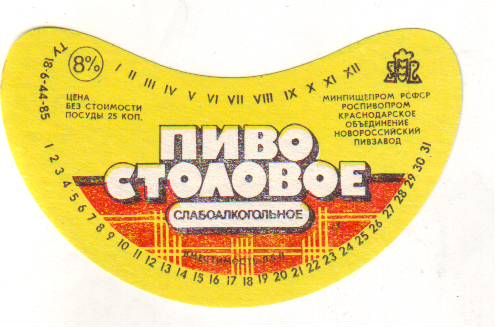 ТУ 18-6-44-85
8%
I II III IV V VI VII VIII IX X XI XII
ЦЕНА
БЕЗ СТОИМОСТИ
ПОСУДЫ 25 КОП.
МИНПИЩЕПРОМ РСФСР
РОСПИВОПРОМ
КРАСНОДАРСКОЕ
ОБЪЕДИНЕНИЕ
НОВОРОССИЙСКИЙ
ПИВЗАВОД
ПИВО
СТОЛОВОЕ
СЛАБОАЛКОГОЛЬНОЕ
1 2 3 4 5 6 7 8 9 10 11 12 13 14 15 16 17 18 19 20 21 22 23 24 25 26 27 28 29 30 31